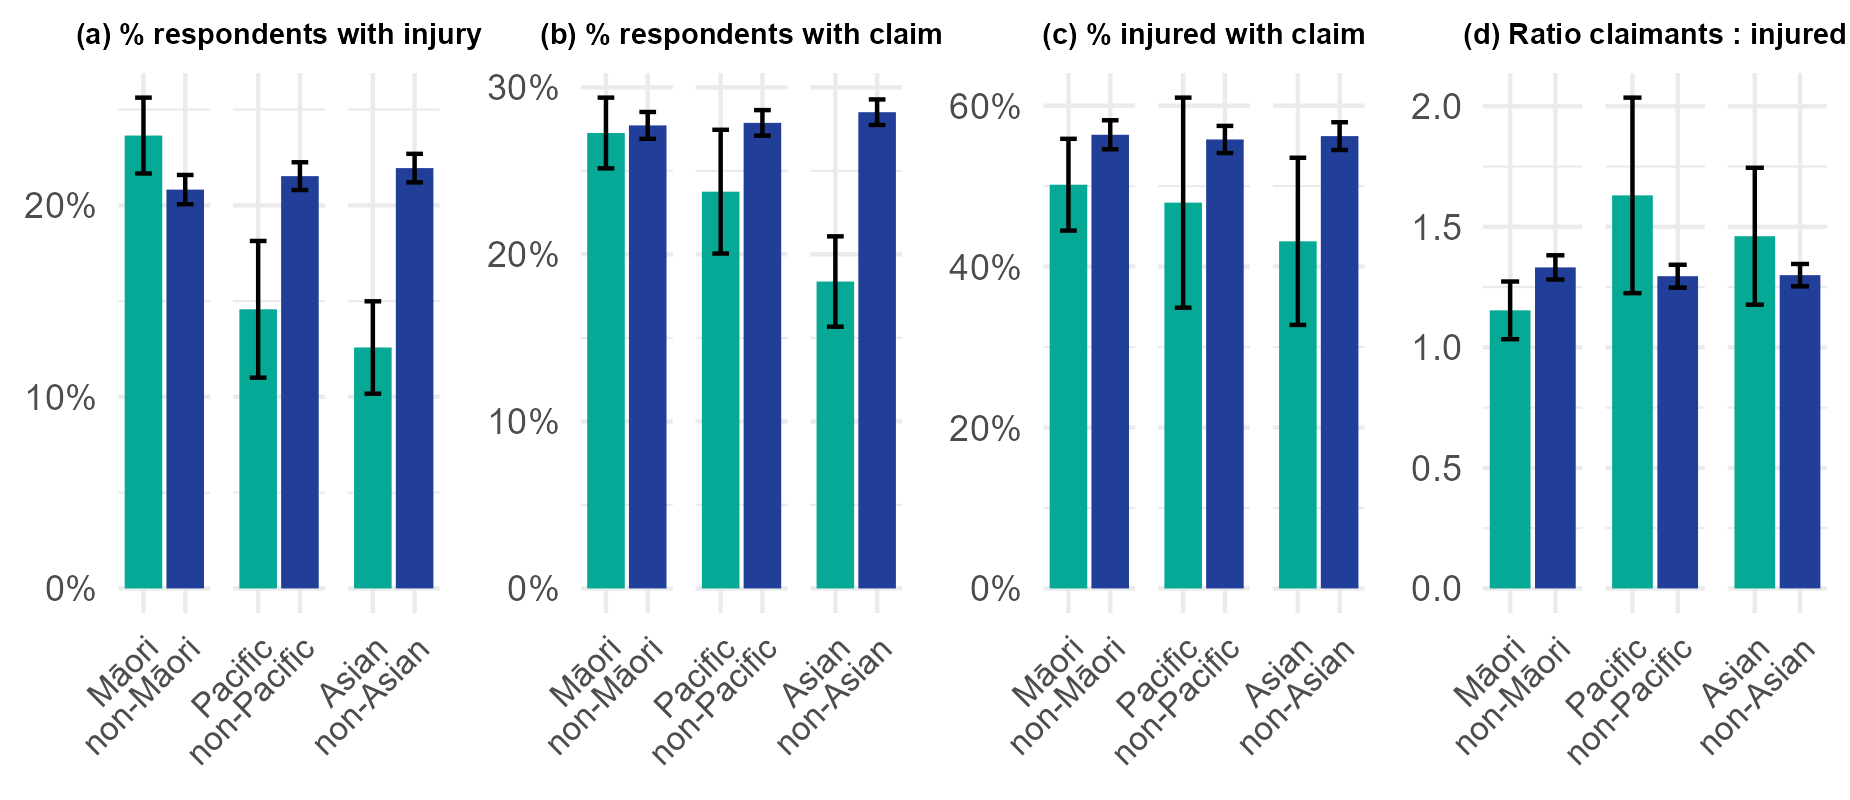 (a) % respondents with injury
20%
10%
0%
Māori
non-Māori
Pacific
non-Pacific
Asian
non-Asian
(b) % respondents with claim
30%
20%
10%
0%
Māori
non-Māori
Pacific
non-Pacific
Asian
non-Asian
(c) % injured with claim
60%
40%
20%
0%
Māori
non-Māori
Pacific
non-Pacific
Asian
non-Asian
(d) Ratio claimants : injured
2.0
1.5
1.0
0.5
0.0
Māori
non-Māori
Pacific
non-Pacific
Asian
non-Asian